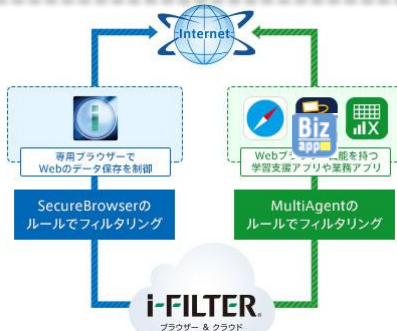 Internet
Biz
app
専用ブラウザーで
Webのデータ保存を制御
Webブラウザー機能を持つ
学習支援アプリや業務アプリ
SecureBrowserの
ルールでフィルタリング
MultiAgentの
ルールでフィルタリング
i-FILTER®
ブラウザー & クラウド